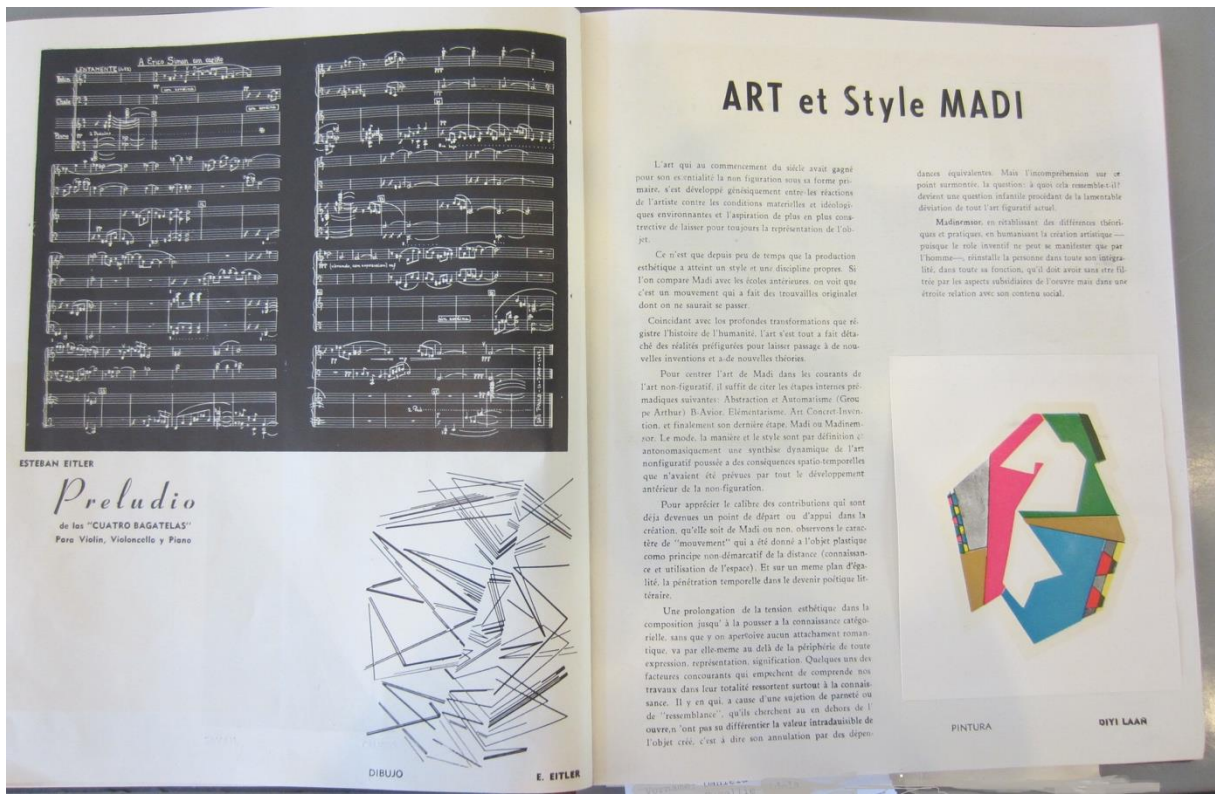 A Erico Simon con cariño
LENTAMENTE
Violin
Chelo
Piano
ESTEBAN EITLER
Preludio
de las "CUATRO BAGATELAS"
Para Violín, Violoncello y Piano
DIBUJO
E. EITLER
ART et Style MADI
L'art qui au commencement du siécle avait gagné
pour son exentialité la non figuration sous sa forme pri-
maire, s'est développé génésiquement entre-les réactions
de l'artiste contre les conditions materielles et idéologi-
ques environnantes et l'aspiration de plus en plus cons-
tructive de laisser pour toujours la représentation de l'ob-
jet.
Ce n'est que depuis peu de temps que la production
esthétique a atteint un style et une discipline propres. Si
l'on compare Madi avec les écoles antérieures, on voit que
c'est un mouvement qui a fait des trouvailles originales
dont on ne saurait se passer.
Coincidant avec los profondes transformations que ré-
gistre l'histoire de l'humanité, l'art s'est tout a fait déta-
ché des réalités préfigurées pour laisser passage à de nou-
velles inventions et a-de nouvelles théories.
Pour centrer l'art de Madi dans les courants de
l'art non-figuratif; il suffit de citer les étapes internes pré-
madiques suivantes: Abstraction et Automatisme (Grou
pe Arthur) B-Avior, Elémentarisme, Art Concret-Inven-
tion, et finalement son dernière étape, Madi ou Madinem-
sor. Le mode, la manière et le style sont par définition e
antonomasiquement une synthèse dynamique de l'art
nonfiguratif poussée a des conséquences spatio-temporelles
que n'avaient été prévues par tout le développement
antérieur de la non-figuration.
Pour apprécier le calibre des contributions qui sont
déja devenues un point de départ ou d'appui dans la
création, qu'elle soit de Madi ou non, observons le carac-
tère de "mouvement" qui a été donné a l'objet plastique
como principe non-démarcatif de la distance (connaissan-
ce et utilisation de l'espace). Et sur un meme plan d'éga-
lité, la pénétration temporelle dans le devenir poétique lit-
téraire.
Une prolongation de la tension esthétique dans la
composition jusqu' à la pousser a la connaissance catégo-
rielle, sans que y on aperçoive aucun attachament roman-
tique, va par elle-meme au delà de la périphérie de toute
expression, représentation, signification. Quelques uns des
facteures concourants qui empechent de comprende nos
travaux dans leur totalité ressortent surtout à la connais-
sance. Il y en qui, a cause d'une sujetion de parneté ou
de "ressemblance", qu'ils cherchent au en dehors de l'
ouvre,n 'ont pas su différentier la valeur intraduisible de
l'objet créé, c'est à dire son annulation par des dépen-
dances équivalentes. Mais l'incompréhension sur ce
point surmontée, la question: à quoi cela ressemble-t-il?
devient une question infantile procédant de la lamentable
déviation de tout l'art figuratif actuel.
Madinemsor, en rétablissant des différences théori-
ques et pratiques, en humanisant la création artistique —
puisque le role inventif ne peut se manifester que par
l'homme—, réinstalle la personne dans toute son intégra-
lité, dans toute sa fonction, qu'il doit avoir sans etre fil-
trée par les aspects subsidiaires de l'oeuvre mais dans une
étroite relation avec son contenu social.
PINTURA
DIYI LAAÑ